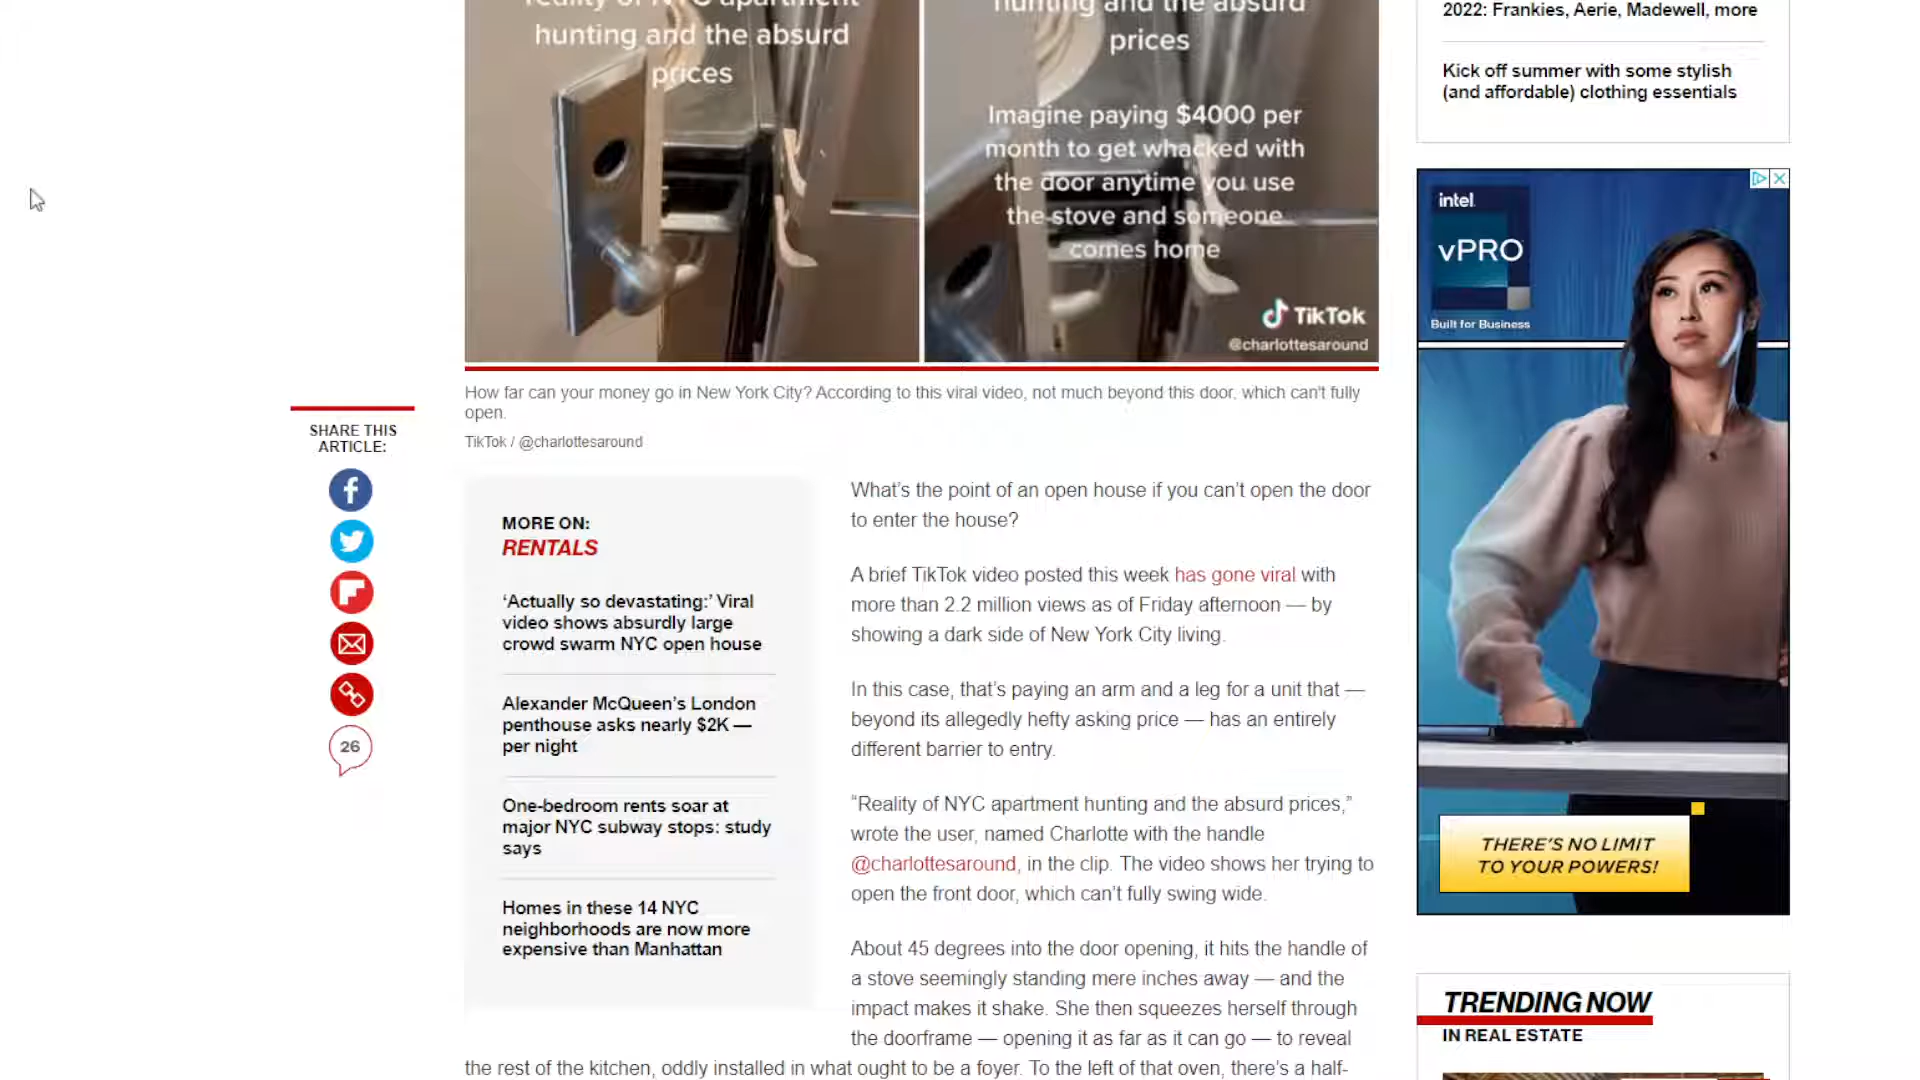 reality of NYC apartment
hunting and the absurd
prices
hunting and the absurd
prices
Imagine paying $4000 per
month to get whacked with
the door anytime you use
the stove and someone
comes home
TikTok
@charlottesaround
How far can your money go in New York City? According to this viral video, not much beyond this door, which can't fully
open.
TikTok / @charlottesaround
SHARE THIS
ARTICLE:
26
MORE ON:
RENTALS
‘Actually so devastating:’ Viral
video shows absurdly large
crowd swarm NYC open house
Alexander McQueen’s London
penthouse asks nearly $2K —
per night
One-bedroom rents soar at
major NYC subway stops: study
says
Homes in these 14 NYC
neighborhoods are now more
expensive than Manhattan
What’s the point of an open house if you can’t open the door
to enter the house?
A brief TikTok video posted this week has gone viral with
more than 2.2 million views as of Friday afternoon — by
showing a dark side of New York City living.
In this case, that’s paying an arm and a leg for a unit that —
beyond its allegedly hefty asking price — has an entirely
different barrier to entry.
“Reality of NYC apartment hunting and the absurd prices,”
wrote the user, named Charlotte with the handle
@charlottesaround, in the clip. The video shows her trying to
open the front door, which can’t fully swing wide.
About 45 degrees into the door opening, it hits the handle of
a stove seemingly standing mere inches away — and the
impact makes it shake. She then squeezes herself through
the doorframe — opening it as far as it can go — to reveal
the rest of the kitchen, oddly installed in what ought to be a foyer. To the left of that oven, there’s a half-
2022: Frankies, Aerie, Madewell, more
Kick off summer with some stylish
(and affordable) clothing essentials
intel
vPRO
Built for Business
THERE'S NO LIMIT
TO YOUR POWERS!
TRENDING NOW
IN REAL ESTATE